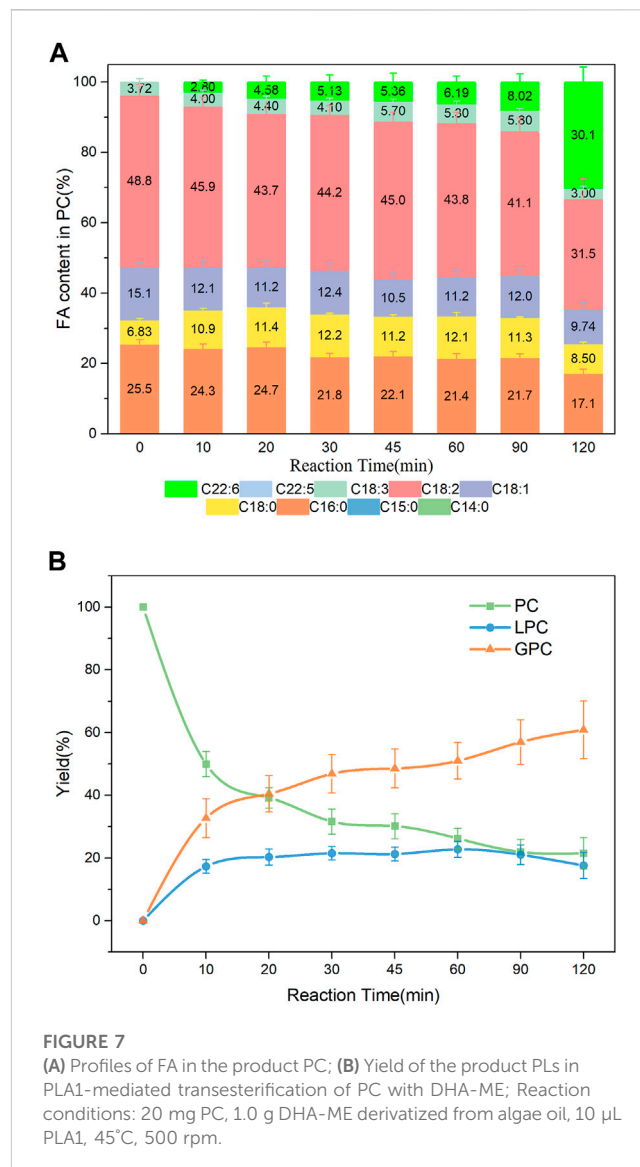 A
3.72 2.80 4.58 5.13 5.36 6.19 8.02 30.1
4.00 4.40 4.10 5.70 5.30 5.80 3.00
48.8 45.9 43.7 44.2 45.0 43.8 41.1 31.5
15.1 12.1 11.2 12.4 10.5 11.2 12.0 9.74
6.83 10.9 11.4 12.2 11.2 12.1 11.3 8.50
25.5 24.3 24.7 21.8 22.1 21.4 21.7 17.1
100
80
60
40
20
0
FA content in PC(%)
0 10 20 30 45 60 90 120
Reaction Time(min)
C22:6 C22:5 C18:3 C18:2 C18:1
C18:0 C16:0 C15:0 C14:0
B
PC
LPC
GPC
100
80
60
40
20
0
Yield(%)
0 10 20 30 45 60 90 120
Reaction Time(min)
FIGURE 7
(A) Profiles of FA in the product PC; (B) Yield of the product PLs in
PLA1-mediated transesterification of PC with DHA-ME; Reaction
conditions: 20 mg PC, 1.0 g DHA-ME derivatized from algae oil, 10 µL
PLA1, 45°C, 500 rpm.